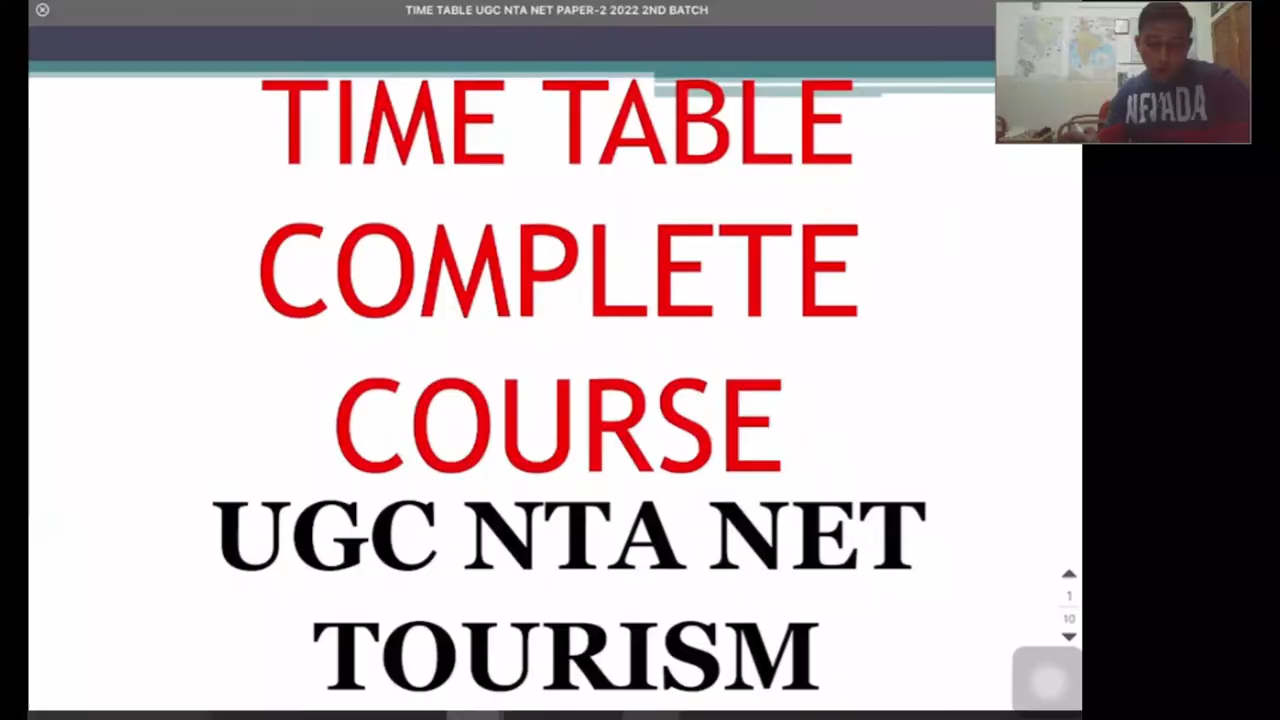 TIME TABLE UGC NTA NET PAPER-2 2022 2ND BATCH
NEVADA
TIME TABLE
COMPLETE
COURSE
UGC NTA NET
TOURISM
1
10